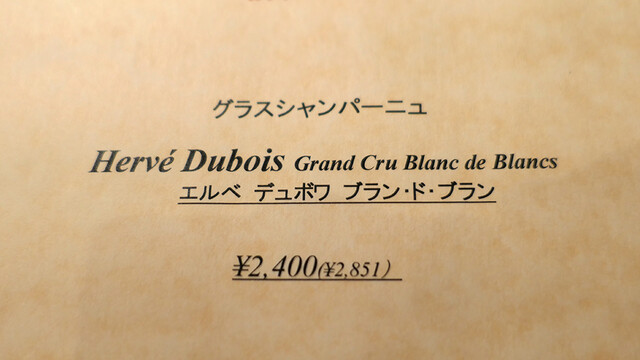 グラスシャンパーニュ
Hervé Dubois Grand Cru Blanc de Blancs
エルベ デュボワ ブラン・ド・ブラン
¥2,400(¥2,851)